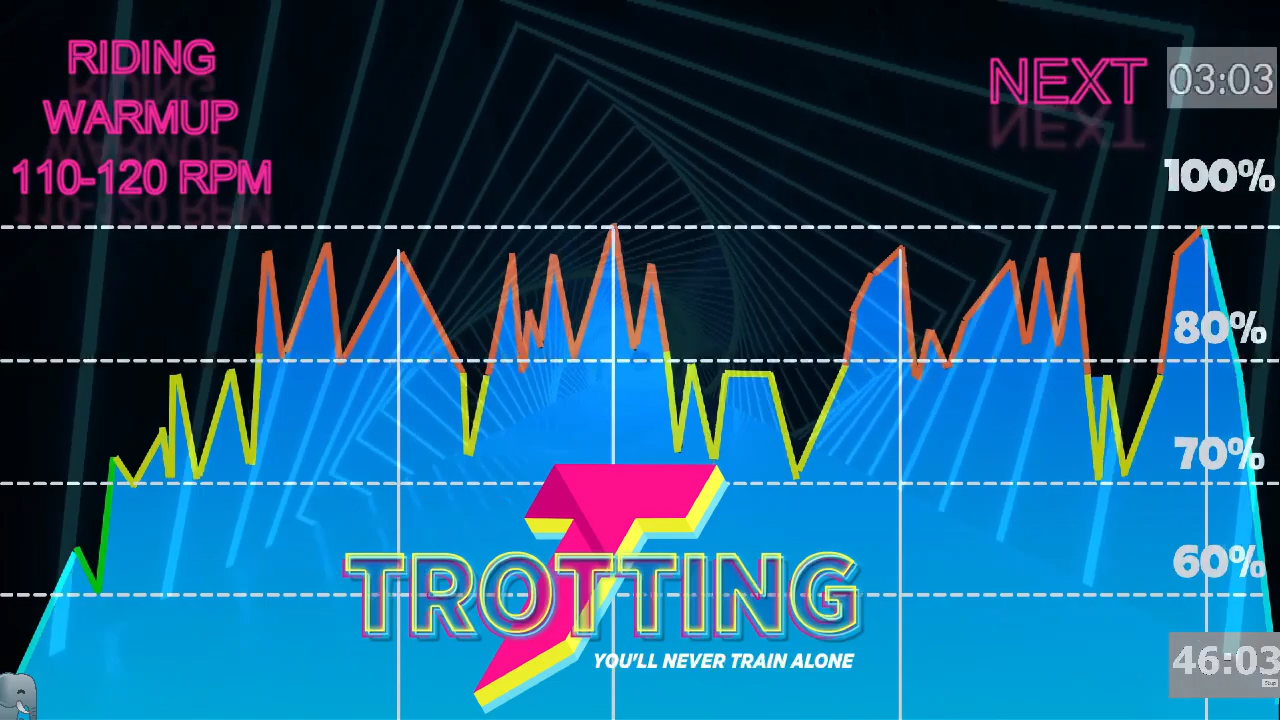 RIDING
WARMUP
110-120 RPM
NEXT
03:03
100%
80%
70%
60%
TROTTING
YOU'LL NEVER TRAIN ALONE
46:03